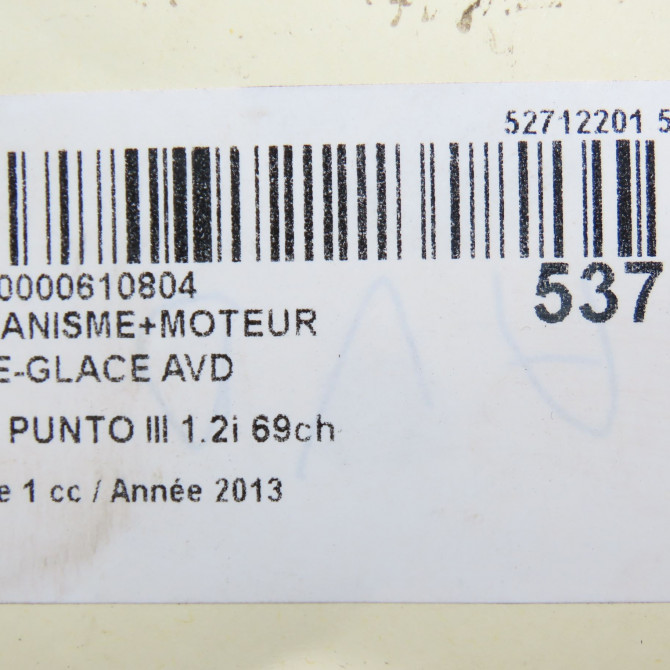 52712201 5
0000610804
537
ANISME+MOTEUR
E-GLACE AVD
PUNTO III 1.2i 69ch
e 1 cc / Année 2013